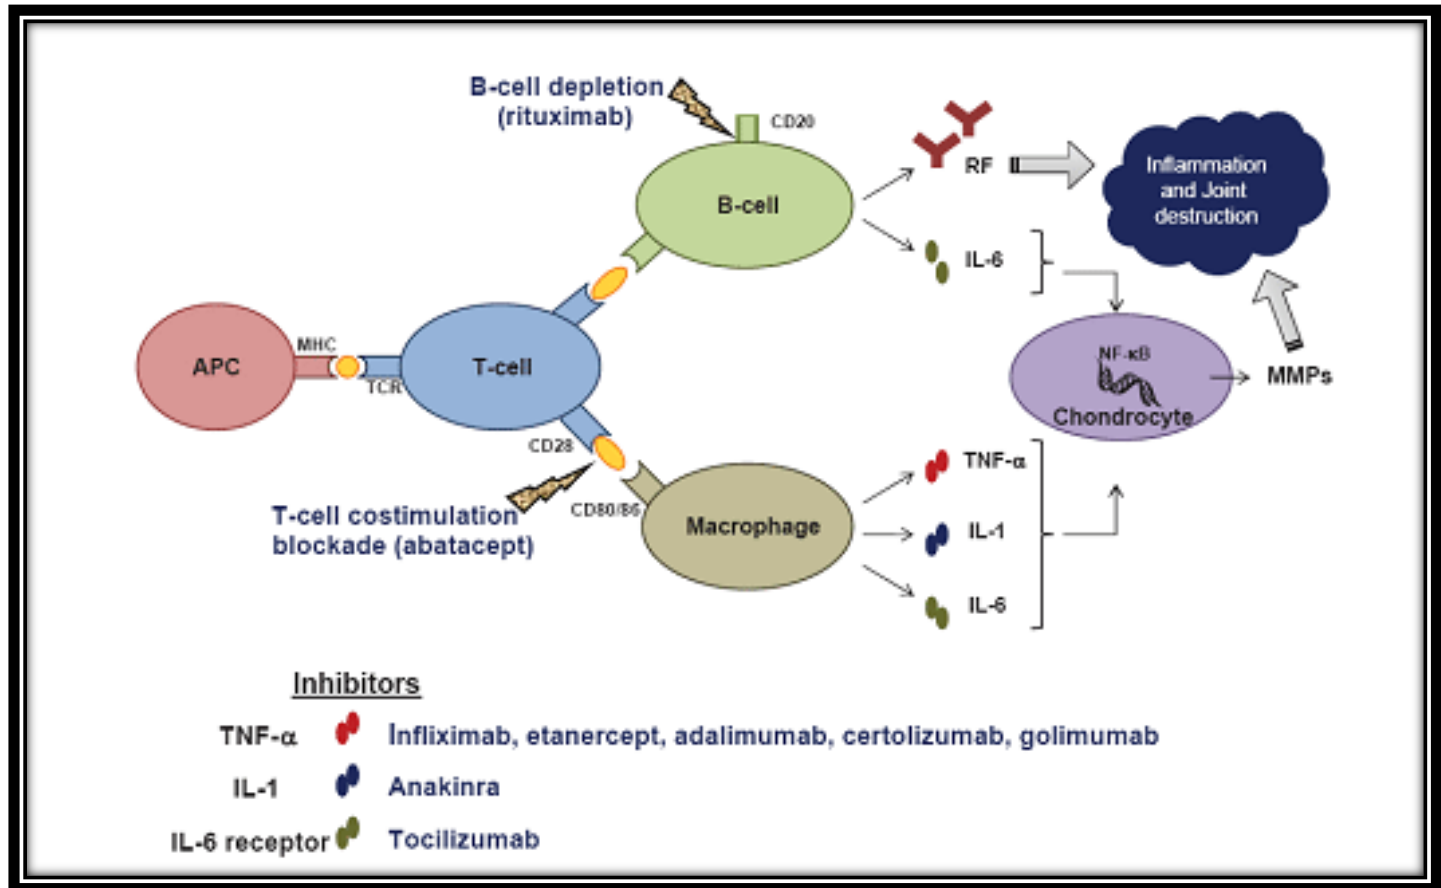 B-cell depletion
(rituximab)
CD20
B-cell
RF
Inflammation
and Joint
destruction
IL-6
APC
MHC
TCR
T-cell
NF-κB
Chondrocyte
MMPs
CD28
CD80/86
T-cell costimulation
blockade (abatacept)
Macrophage
TNF-α
IL-1
IL-6
Inhibitors
TNF-α Infliximab, etanercept, adalimumab, certolizumab, golimumab
IL-1 Anakinra
IL-6 receptor Tocilizumab